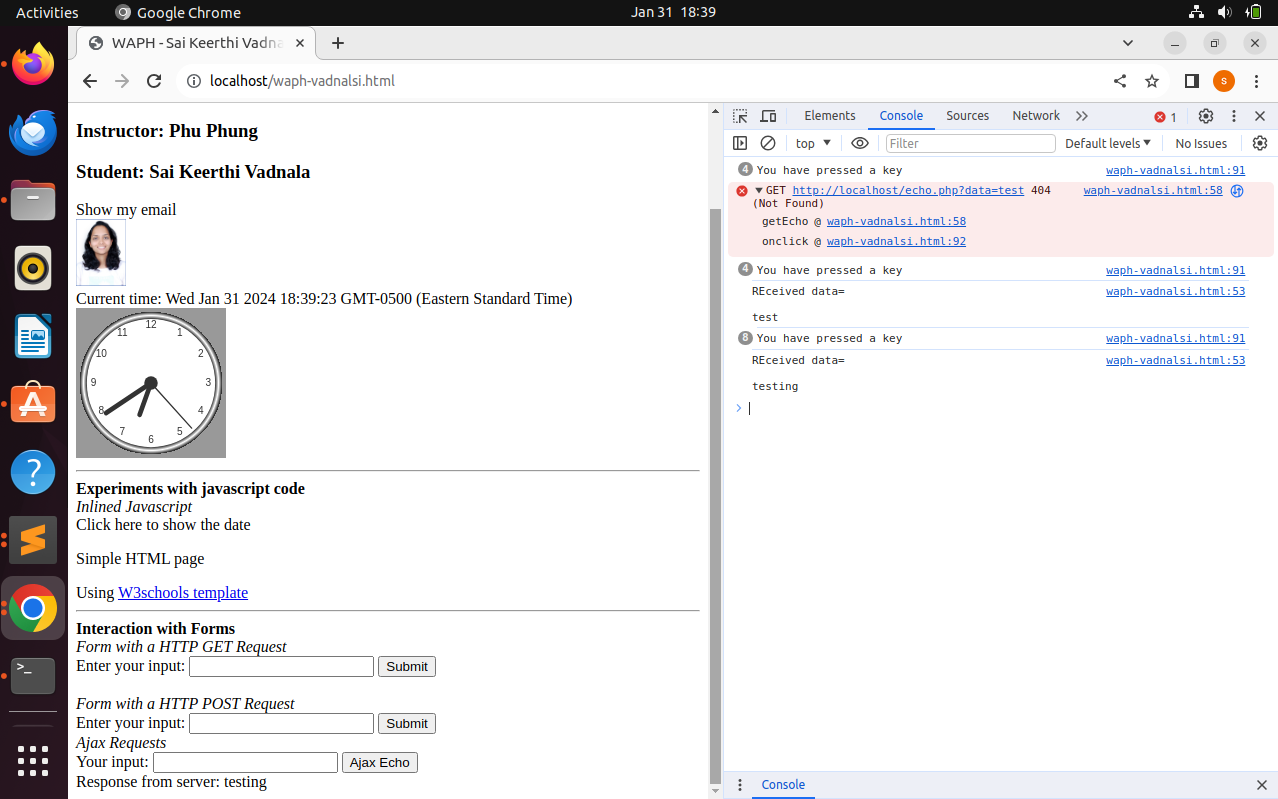 Activities
Google Chrome
Jan 31 18:39
WAPH - Sai Keerthi Vadna
localhost/waph-vadnalsi.html
S
Instructor: Phu Phung
Student: Sai Keerthi Vadnala
Show my email
Current time: Wed Jan 31 2024 18:39:23 GMT-0500 (Eastern Standard Time)
12
11 1
10 2
9 3
8 4
7 5
6
Experiments with javascript code
Inlined Javascript
Click here to show the date
Simple HTML page
Using W3schools template
Interaction with Forms
Form with a HTTP GET Request
Enter your input: Submit
Form with a HTTP POST Request
Enter your input: Submit
Ajax Requests
Your input: Ajax Echo
Response from server: testing
Elements Console Sources Network 1
top Filter Default levels No Issues
4 You have pressed a key waph-vadnalsi.html:91
GET http://localhost/echo.php?data=test 404 waph-vadnalsi.html:58
(Not Found)
getEcho @ waph-vadnalsi.html:58
onclick @ waph-vadnalsi.html:92
4 You have pressed a key waph-vadnalsi.html:91
REceived data= waph-vadnalsi.html:53
test
8 You have pressed a key waph-vadnalsi.html:91
REceived data= waph-vadnalsi.html:53
testing
Console